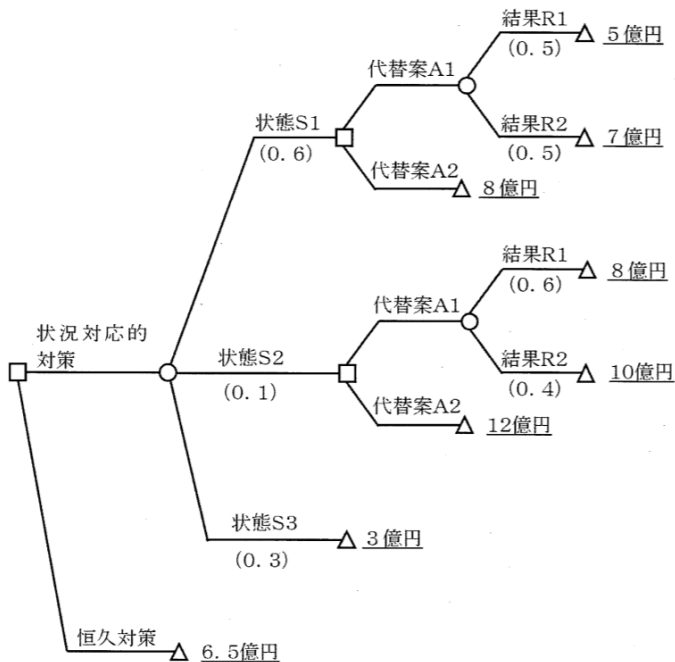 結果R1
(0.5)
5億円
代替案A1
状態S1
(0.6)
結果R2
(0.5)
7億円
代替案A2
8億円
結果R1
(0.6)
8億円
代替案A1
状況対応的
対策
状態S2
(0.1)
結果R2
(0.4)
10億円
代替案A2
12億円
状態S3
(0.3)
3億円
恒久対策
6.5億円